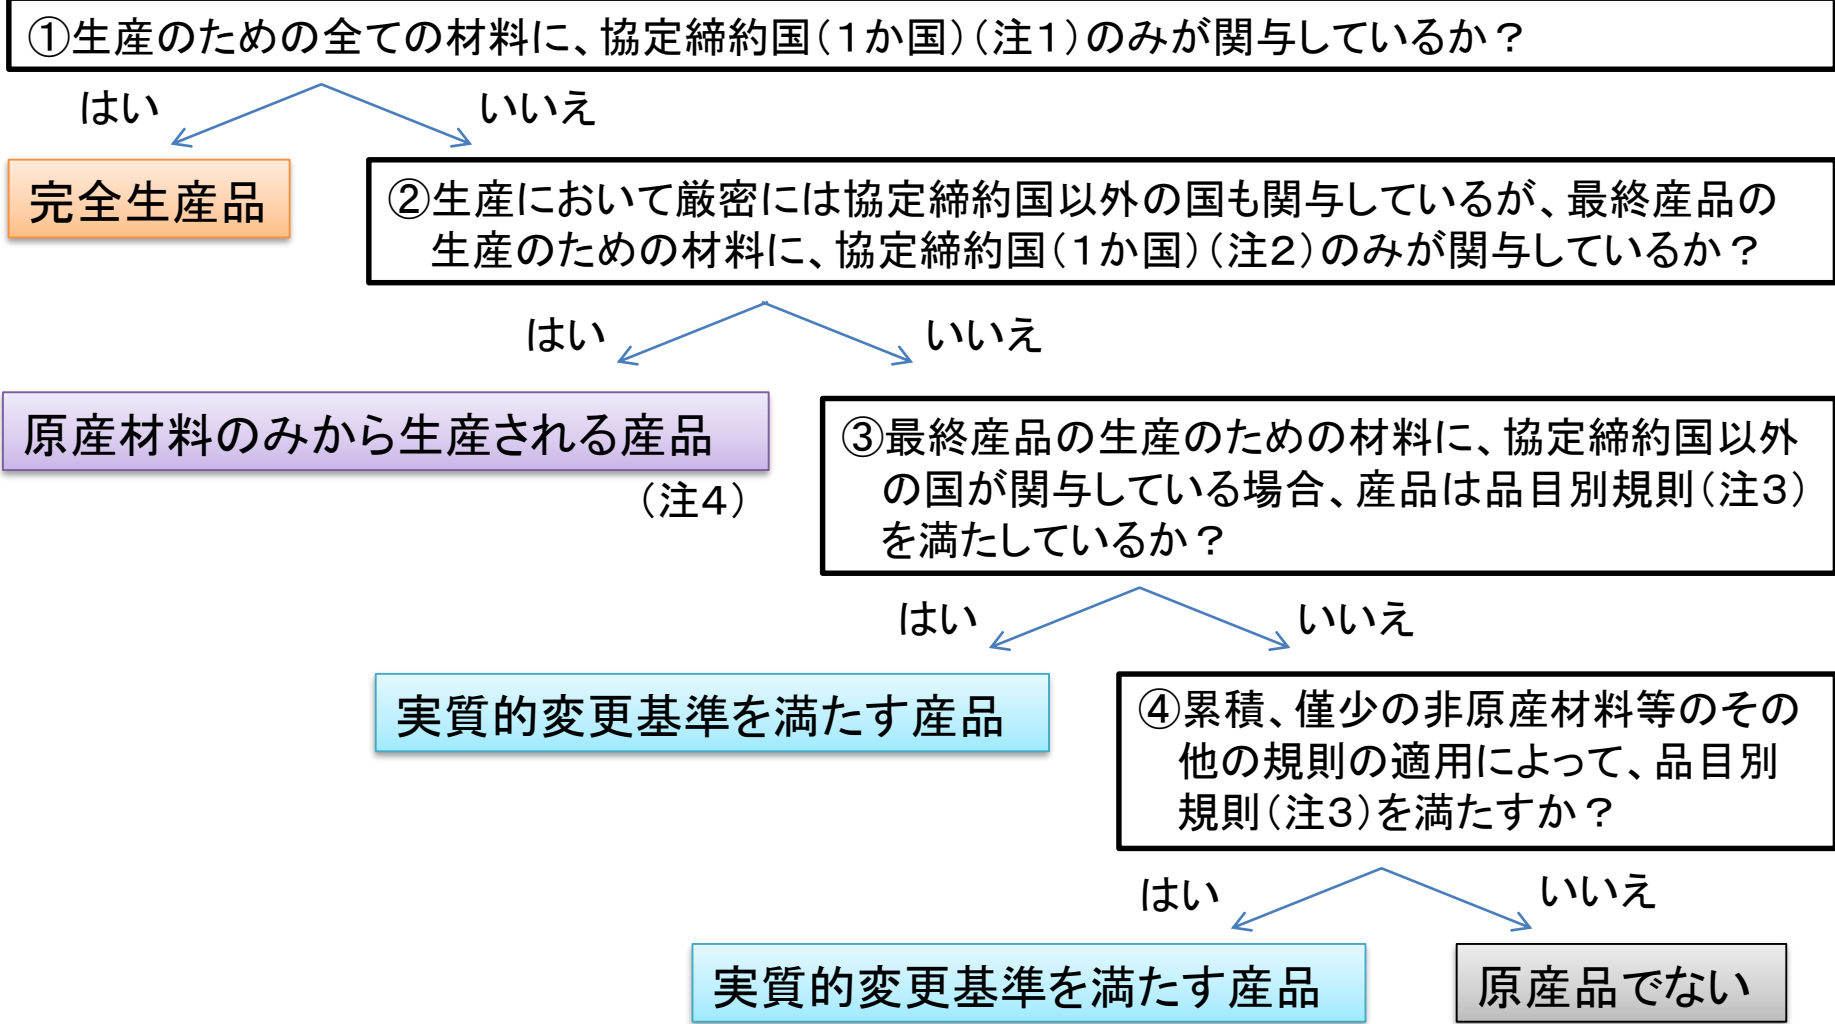 ①生産のための全ての材料に、協定締約国（１か国）（注１）のみが関与しているか？
はい
いいえ
完全生産品
②生産において厳密には協定締約国以外の国も関与しているが、最終産品の
生産のための材料に、協定締約国（１か国）（注２）のみが関与しているか？
はい
いいえ
原産材料のみから生産される産品
（注４）
③最終産品の生産のための材料に、協定締約国以外
の国が関与している場合、産品は品目別規則（注３）
を満たしているか？
はい
いいえ
実質的変更基準を満たす産品
④累積、僅少の非原産材料等のその
他の規則の適用によって、品目別
規則（注３）を満たすか？
はい
いいえ
実質的変更基準を満たす産品
原産品でない